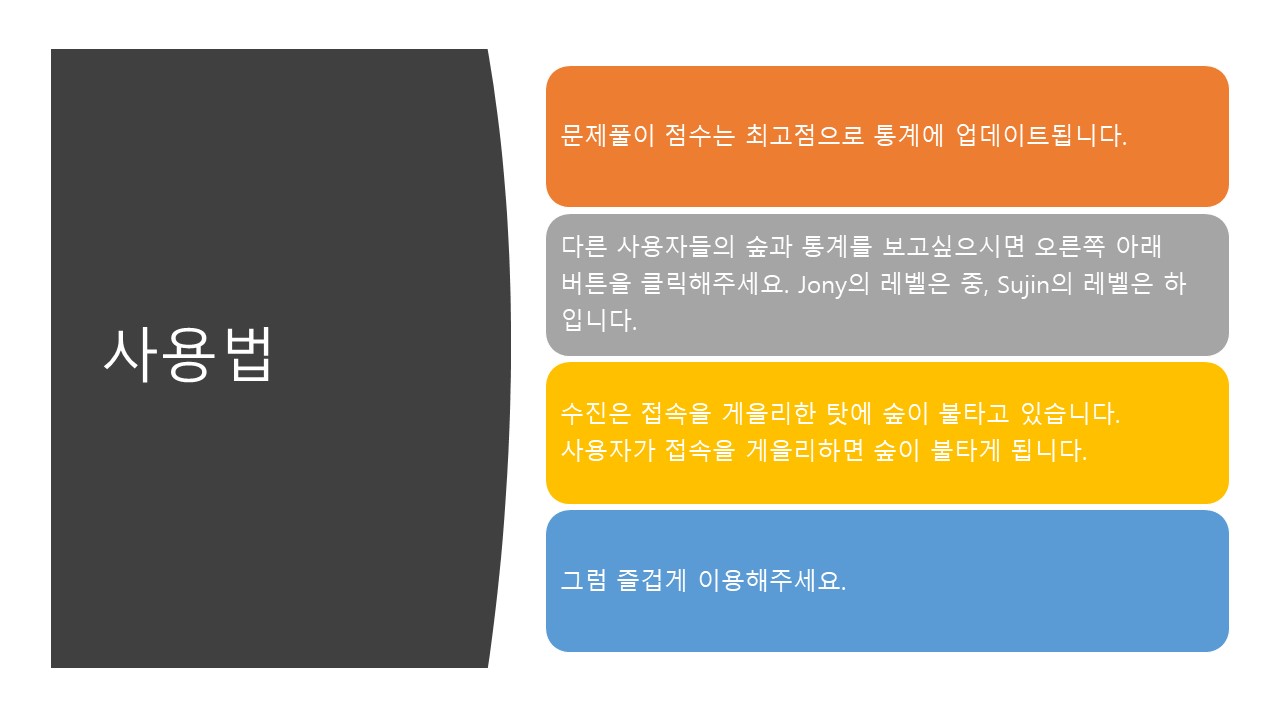 사용법
문제풀이 점수는 최고점으로 통계에 업데이트됩니다.
다른 사용자들의 숲과 통계를 보고싶으시면 오른쪽 아래
버튼을 클릭해주세요. Jony의 레벨은 중, Sujin의 레벨은 하
입니다.
수진은 접속을 게을리한 탓에 숲이 불타고 있습니다.
사용자가 접속을 게을리하면 숲이 불타게 됩니다.
그럼 즐겁게 이용해주세요.